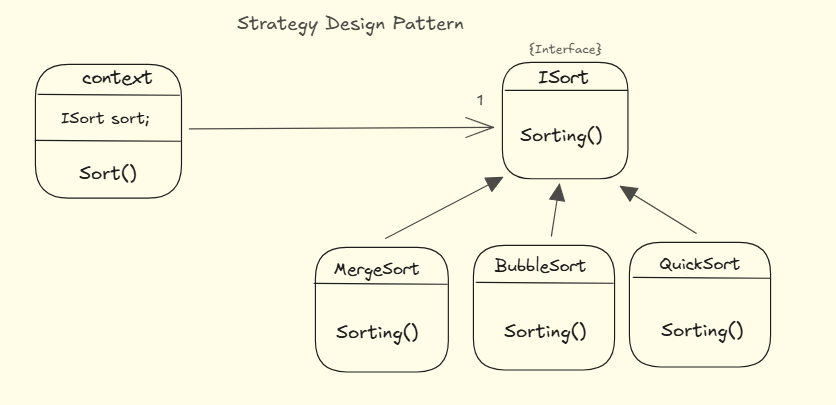 Strategy Design Pattern
{Interface}
context
ISort sort;
Sort()
1
ISort
Sorting()
MergeSort
Sorting()
BubbleSort
Sorting()
QuickSort
Sorting()